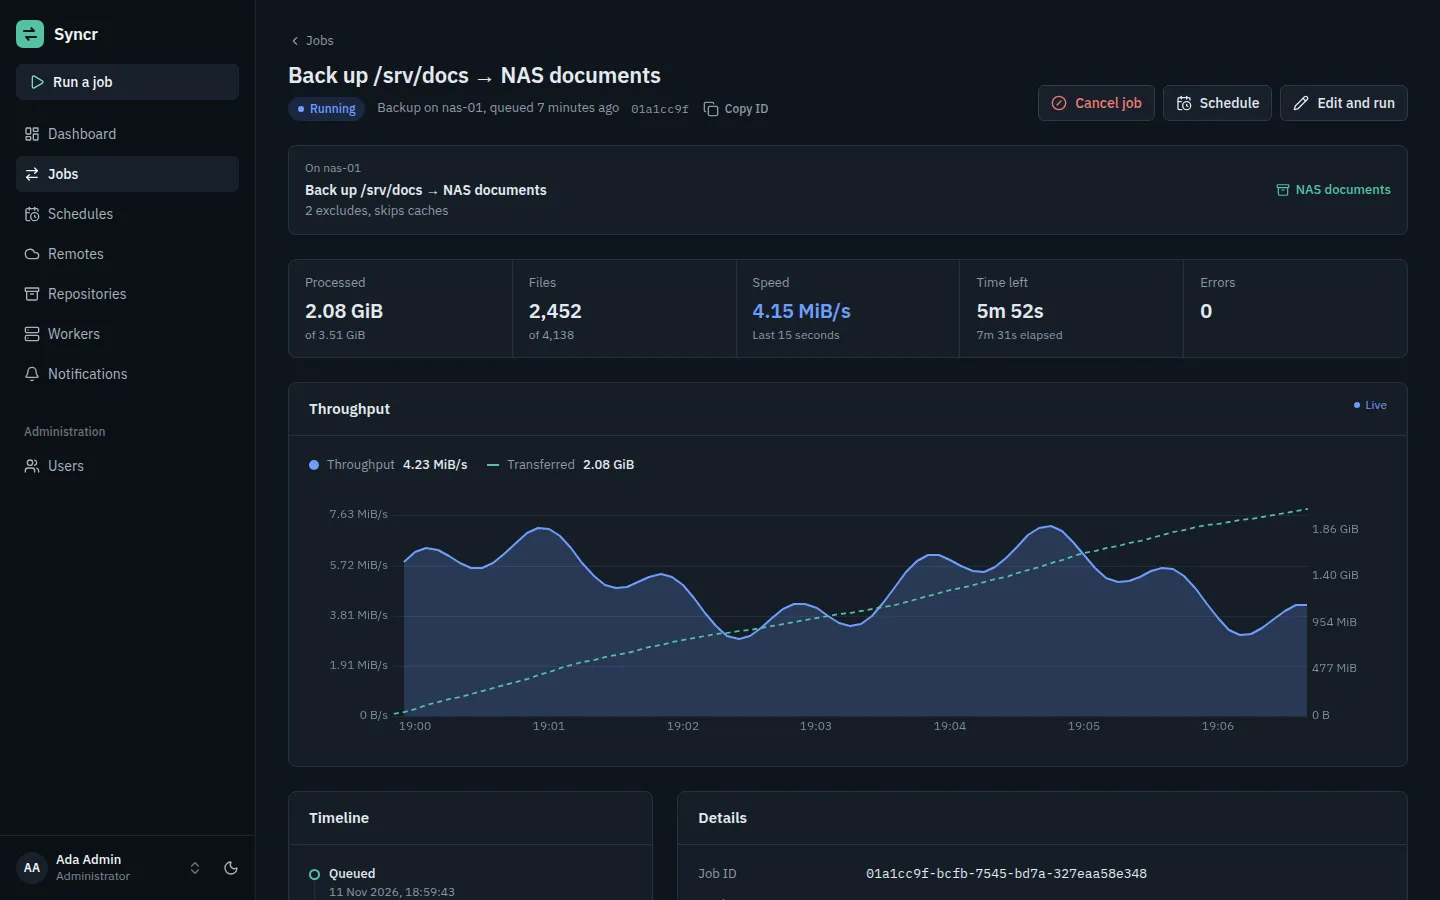 Syncr
Run a job
Dashboard
Jobs
Schedules
Remotes
Repositories
Workers
Notifications
Administration
Users
AA
Ada Admin
Administrator
Jobs
Back up /srv/docs → NAS documents
Running
Backup on nas-01, queued 7 minutes ago
01a1cc9f
Copy ID
Cancel job
Schedule
Edit and run
On nas-01
Back up /srv/docs → NAS documents
2 excludes, skips caches
NAS documents
Processed
2.08 GiB
of 3.51 GiB
Files
2,452
of 4,138
Speed
4.15 MiB/s
Last 15 seconds
Time left
5m 52s
7m 31s elapsed
Errors
0
Throughput
Live
Throughput 4.23 MiB/s
Transferred 2.08 GiB
7.63 MiB/s
5.72 MiB/s
3.81 MiB/s
1.91 MiB/s
0 B/s
1.86 GiB
1.40 GiB
954 MiB
477 MiB
0 B
19:00 19:01 19:02 19:03 19:04 19:05 19:06
Timeline
Queued
11 Nov 2026, 18:59:43
Details
Job ID
01a1cc9f-bcfb-7545-bd7a-327eaa58e348